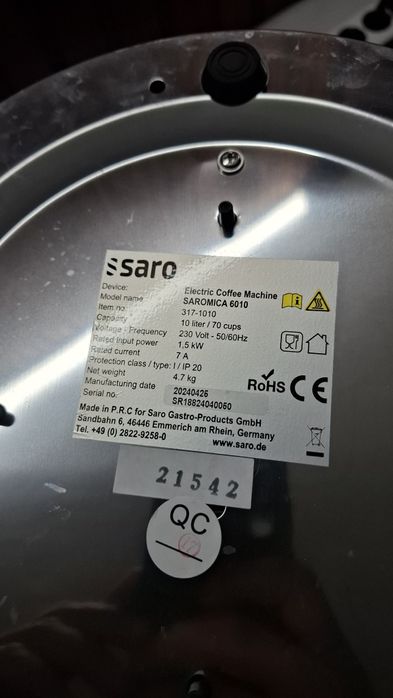 saro
Device: Electric Coffee Machine
Model name SAROMICA 6010
Item no. 317-1010
Capacity 10 liter / 70 cups
Voltage - Frequency 230 Volt - 50/60Hz
Rated input power 1,5 kW
Rated current 7 A
Protection class / type: I / IP 20
Net weight 4.7 kg
Manufacturing date 20240426
Serial no. SR18824040050
RoHS CE
Made in P.R.C for Saro Gastro-Products GmbH
Sandbahn 6, 46446 Emmerich am Rhein, Germany
Tel. +49 (0) 2822-9258-0 www.saro.de
21542
QC